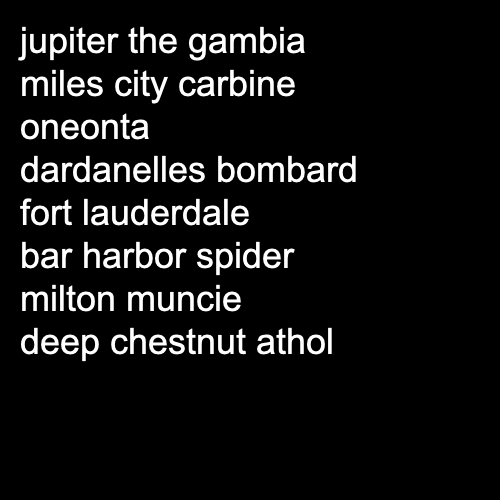 jupiter the gambia
miles city carbine
oneonta
dardanelles bombard
fort lauderdale
bar harbor spider
milton muncie
deep chestnut athol